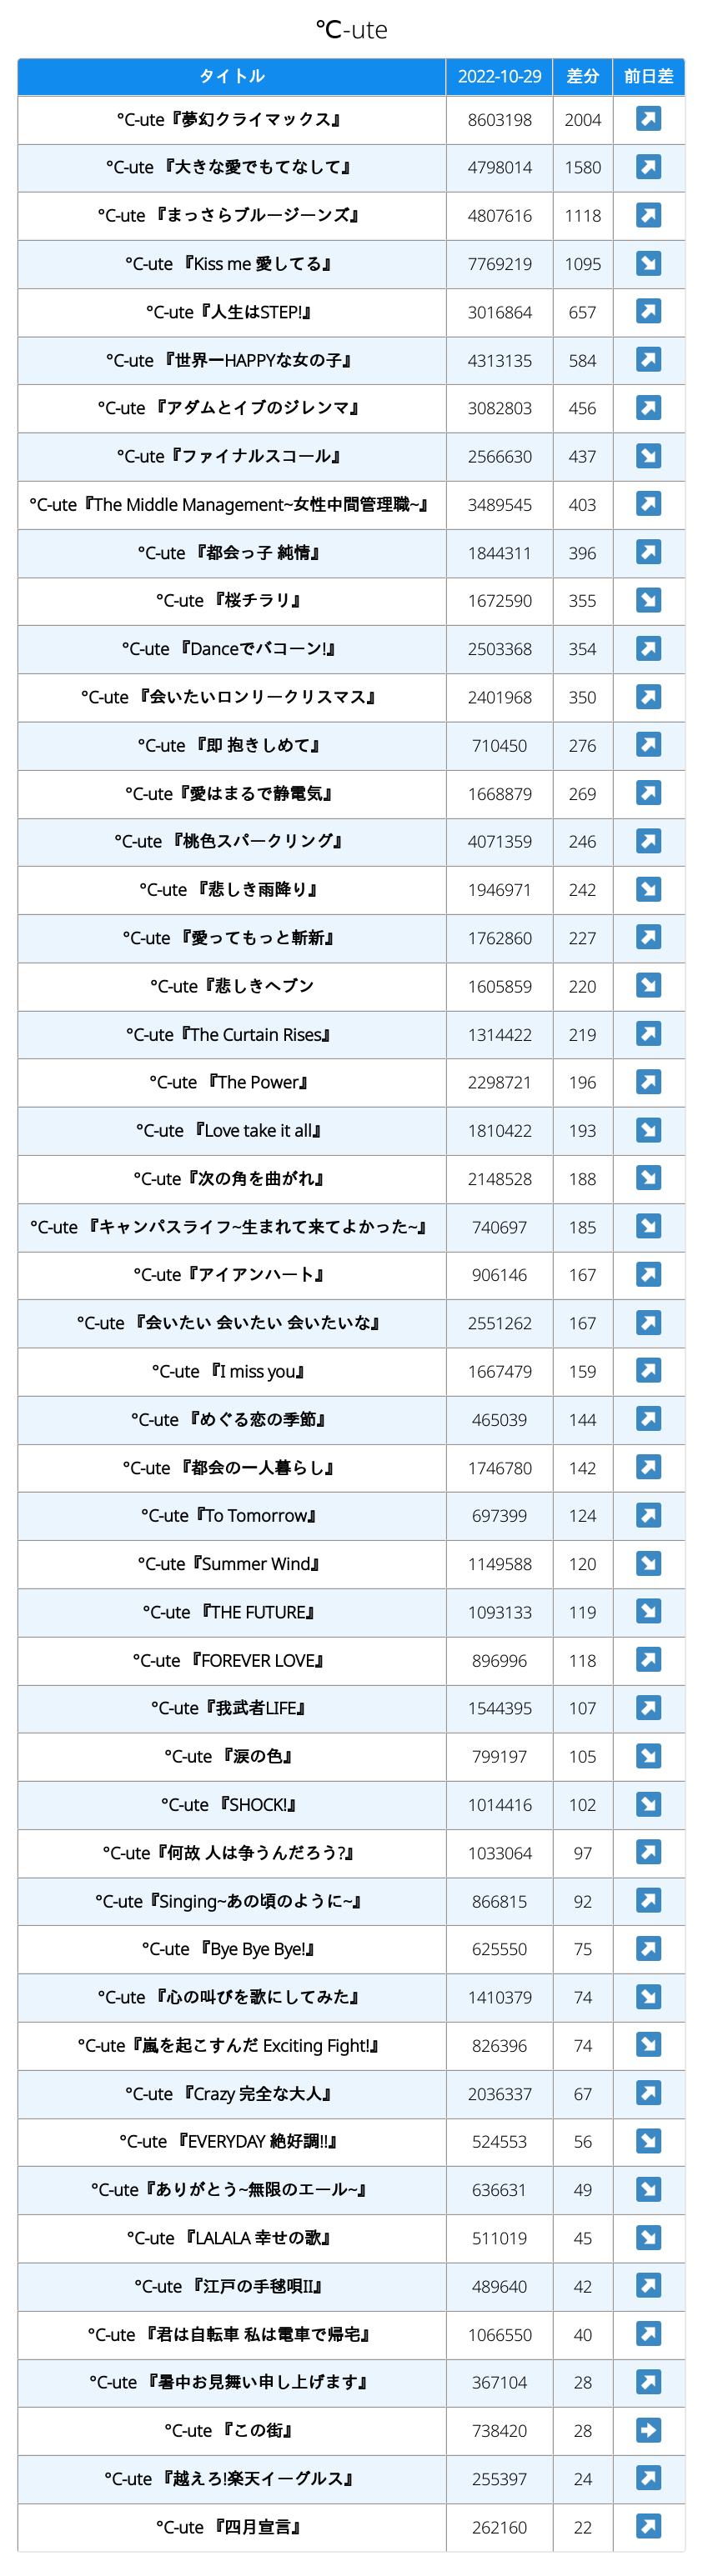 ℃-ute
タイトル 2022-10-29 差分 前日差
°C-ute『夢幻クライマックス』 8603198 2004 ↗
°C-ute 『大きな愛でもてなして』 4798014 1580 ↗
°C-ute 『まっさらブルージーンズ』 4807616 1118 ↗
°C-ute 『Kiss me 愛してる』 7769219 1095 ↘
°C-ute『人生はSTEP!』 3016864 657 ↗
°C-ute 『世界一HAPPYな女の子』 4313135 584 ↗
°C-ute 『アダムとイブのジレンマ』 3082803 456 ↗
°C-ute『ファイナルスコール』 2566630 437 ↘
°C-ute『The Middle Management~女性中間管理職~』 3489545 403 ↗
°C-ute 『都会っ子 純情』 1844311 396 ↗
°C-ute 『桜チラリ』 1672590 355 ↘
°C-ute 『Danceでバコーン!』 2503368 354 ↗
°C-ute 『会いたいロンリークリスマス』 2401968 350 ↗
°C-ute 『即 抱きしめて』 710450 276 ↗
°C-ute『愛はまるで静電気』 1668879 269 ↗
°C-ute 『桃色スパークリング』 4071359 246 ↗
°C-ute 『悲しき雨降り』 1946971 242 ↘
°C-ute 『愛ってもっと斬新』 1762860 227 ↗
°C-ute『悲しきヘブン 1605859 220 ↘
°C-ute『The Curtain Rises』 1314422 219 ↗
°C-ute 『The Power』 2298721 196 ↗
°C-ute 『Love take it all』 1810422 193 ↘
°C-ute『次の角を曲がれ』 2148528 188 ↘
°C-ute 『キャンパスライフ~生まれて来てよかった~』 740697 185 ↘
°C-ute『アイアンハート』 906146 167 ↗
°C-ute 『会いたい 会いたい 会いたいな』 2551262 167 ↗
°C-ute 『I miss you』 1667479 159 ↗
°C-ute 『めぐる恋の季節』 465039 144 ↗
°C-ute 『都会の一人暮らし』 1746780 142 ↗
°C-ute『To Tomorrow』 697399 124 ↗
°C-ute『Summer Wind』 1149588 120 ↘
°C-ute 『THE FUTURE』 1093133 119 ↘
°C-ute 『FOREVER LOVE』 896996 118 ↗
°C-ute『我武者LIFE』 1544395 107 ↗
°C-ute 『涙の色』 799197 105 ↘
°C-ute 『SHOCK!』 1014416 102 ↘
°C-ute『何故 人は争うんだろう?』 1033064 97 ↗
°C-ute『Singing~あの頃のように~』 866815 92 ↗
°C-ute 『Bye Bye Bye!』 625550 75 ↗
°C-ute 『心の叫びを歌にしてみた』 1410379 74 ↘
°C-ute『嵐を起こすんだ Exciting Fight!』 826396 74 ↘
°C-ute 『Crazy 完全な大人』 2036337 67 ↗
°C-ute 『EVERYDAY 絶好調!!』 524553 56 ↘
°C-ute『ありがとう~無限のエール~』 636631 49 ↘
°C-ute 『LALALA 幸せの歌』 511019 45 ↘
°C-ute 『江戸の手毬唄II』 489640 42 ↗
°C-ute 『君は自転車 私は電車で帰宅』 1066550 40 ↗
°C-ute 『暑中お見舞い申し上げます』 367104 28 ↗
°C-ute 『この街』 738420 28 →
°C-ute 『越えろ!楽天イーグルス』 255397 24 ↗
°C-ute 『四月宣言』 262160 22 ↗